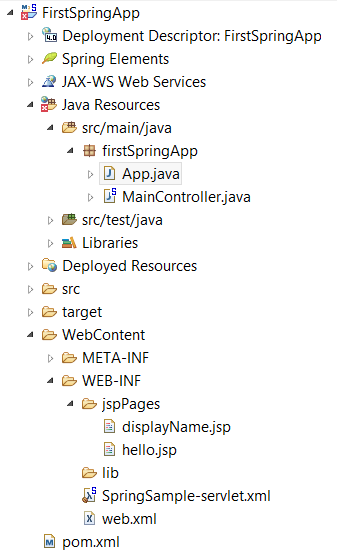 FirstSpringApp
Deployment Descriptor: FirstSpringApp
Spring Elements
JAX-WS Web Services
Java Resources
src/main/java
firstSpringApp
App.java
MainController.java
src/test/java
Libraries
Deployed Resources
src
target
WebContent
META-INF
WEB-INF
jspPages
displayName.jsp
hello.jsp
lib
SpringSample-servlet.xml
web.xml
pom.xml